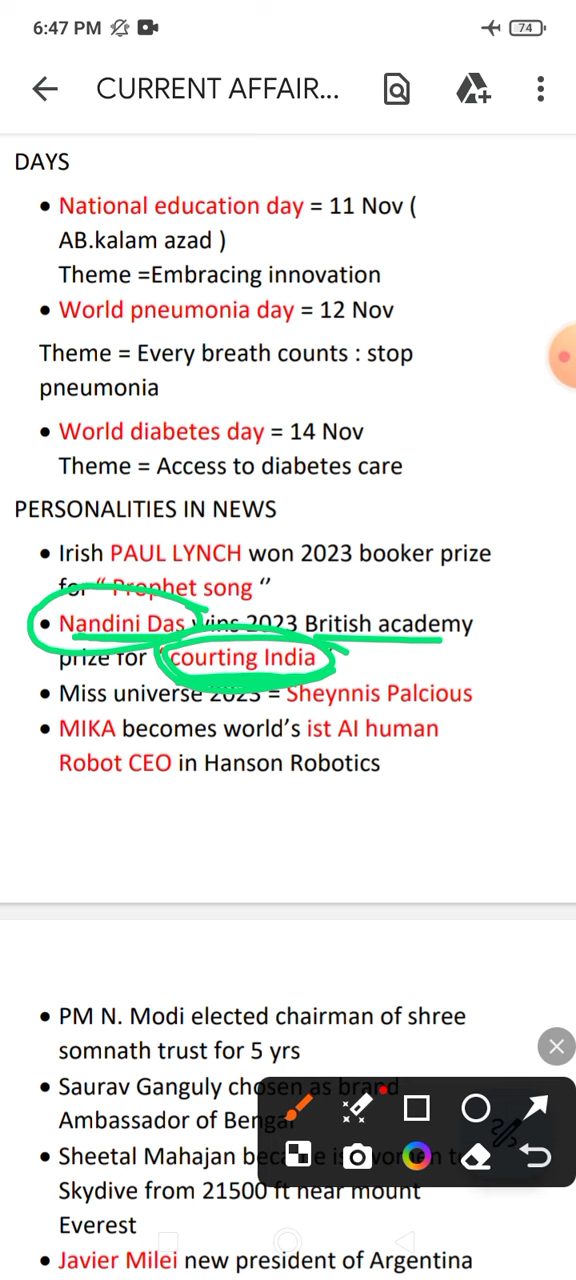 6:47 PM 74
CURRENT AFFAIR...
DAYS
• National education day = 11 Nov (
AB.kalam azad )
Theme =Embracing innovation
• World pneumonia day = 12 Nov
Theme = Every breath counts : stop
pneumonia
• World diabetes day = 14 Nov
Theme = Access to diabetes care
PERSONALITIES IN NEWS
• Irish PAUL LYNCH won 2023 booker prize
for “ Prophet song ‘’
• Nandini Das wins 2023 British academy
prize for “courting India ”
• Miss universe 2023 = Sheynnis Palcious
• MIKA becomes world’s ist AI human
Robot CEO in Hanson Robotics
• PM N. Modi elected chairman of shree
somnath trust for 5 yrs
• Saurav Ganguly chosen as brand
Ambassador of Bengal
• Sheetal Mahajan
Skydive from 21500 ft near mount
Everest
• Javier Milei new president of Argentina